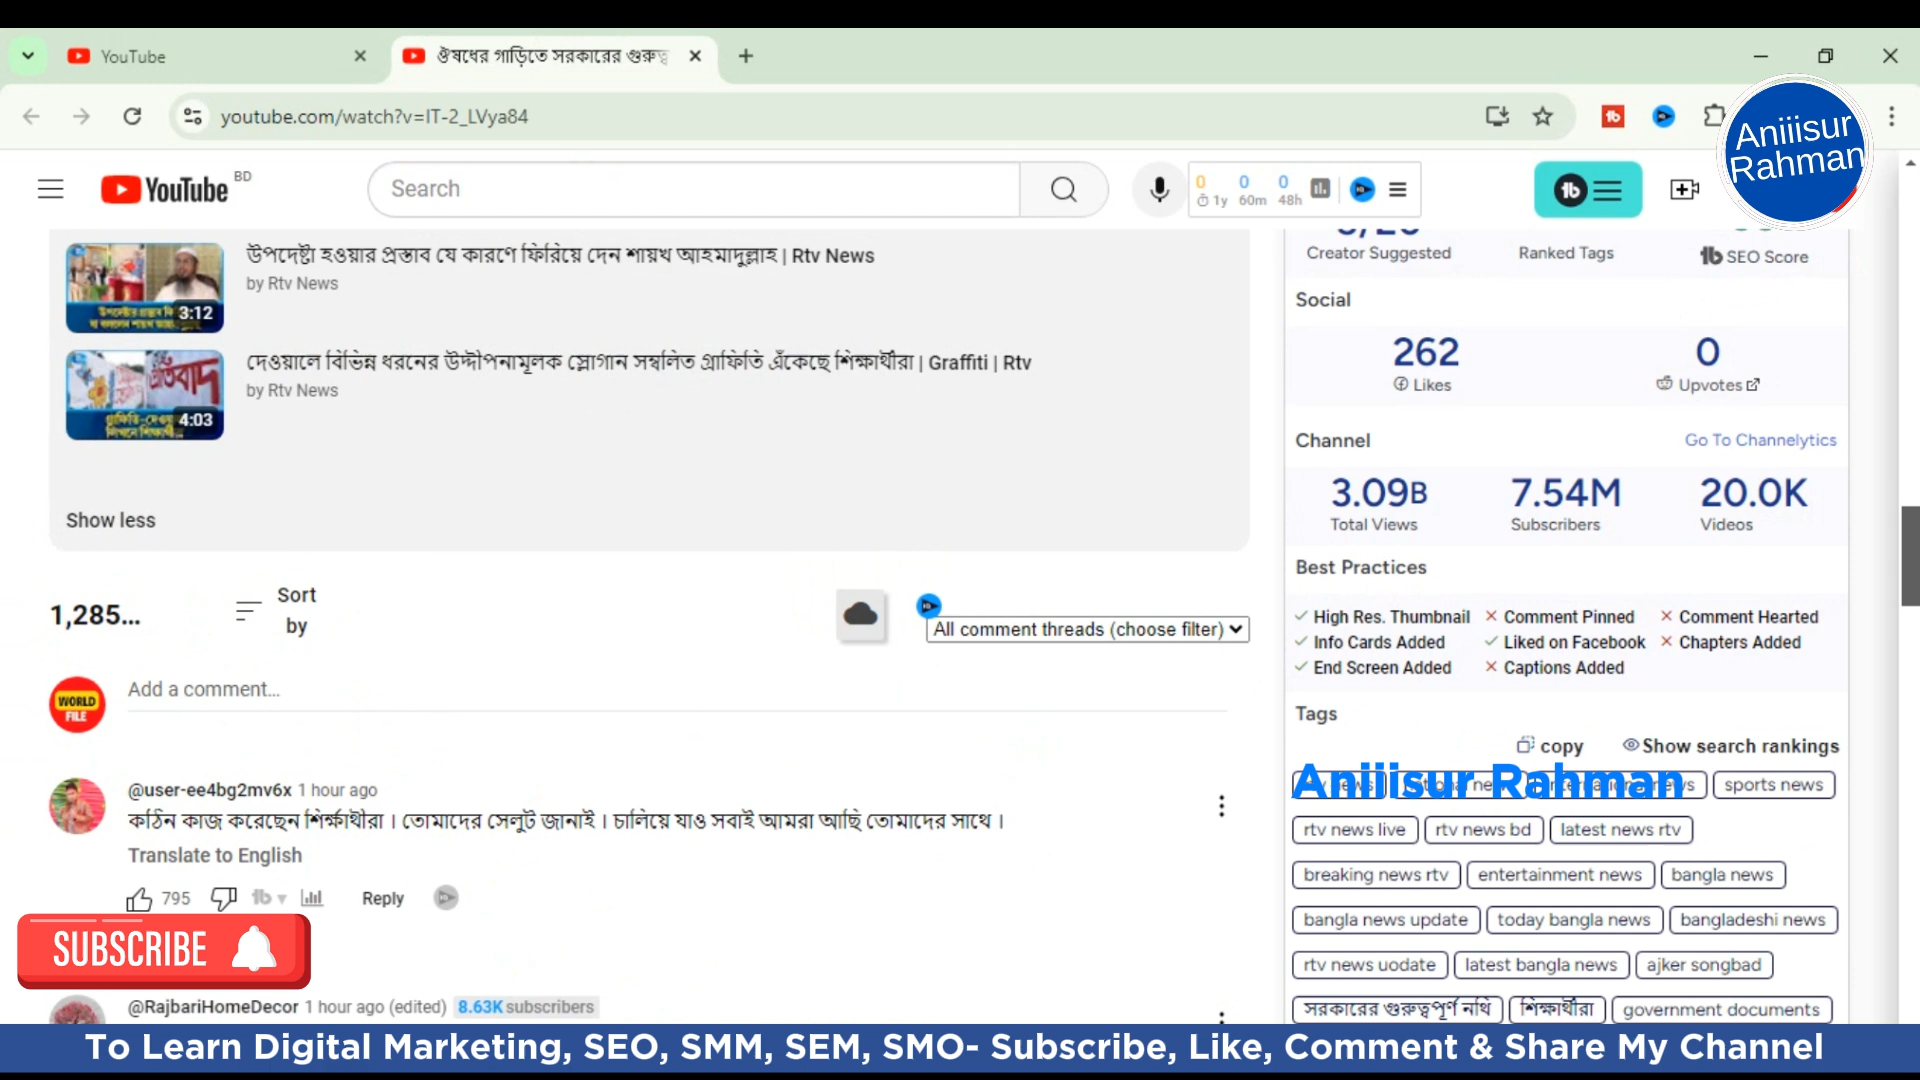 YouTube
ঔষধের গাড়িতে সরকারের গুরুত্ব
youtube.com/watch?v=IT-2_LVya84
Aniiisur
Rahman
YouTube BD
Search
0 0 0
1y 60m 48h
Creator Suggested Ranked Tags SEO Score
উপদেষ্টা হওয়ার প্রস্তাব যে কারণে ফিরিয়ে দেন শায়খ আহমাদুল্লাহ | Rtv News
by Rtv News
3:12
দেওয়ালে বিভিন্ন ধরনের উদ্দীপনামূলক স্লোগান সম্বলিত গ্রাফিতি এঁকেছে শিক্ষার্থীরা | Graffiti | Rtv
by Rtv News
4:03
Show less
Social
262 0
Likes Upvotes
Channel Go To Channelytics
3.09B 7.54M 20.0K
Total Views Subscribers Videos
Best Practices
High Res. Thumbnail Comment Pinned Comment Hearted
Info Cards Added Liked on Facebook Chapters Added
End Screen Added Captions Added
1,285...
Sort
by
All comment threads (choose filter)
WORLD
FILE
Add a comment...
Tags
copy Show search rankings
Aniiisur Rahman
sports news
rtv news live rtv news bd latest news rtv
breaking news rtv entertainment news bangla news
bangla news update today bangla news bangladeshi news
rtv news uodate latest bangla news ajker songbad
সরকারের গুরুত্বপূর্ণ নথি শিক্ষার্থীরা government documents
@user-ee4bg2mv6x 1 hour ago
কঠিন কাজ করেছেন শির্ক্ষাথীরা। তোমাদের সেলুট জানাই। চালিয়ে যাও সবাই আমরা আছি তোমাদের সাথে।
Translate to English
795 Reply
SUBSCRIBE
@RajbariHomeDecor 1 hour ago (edited) 8.63K subscribers
To Learn Digital Marketing, SEO, SMM, SEM, SMO- Subscribe, Like, Comment & Share My Channel